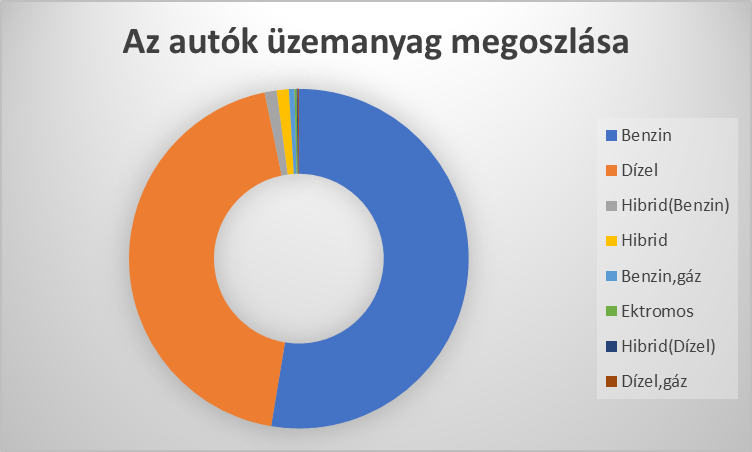 Az autók üzemanyag megoszlása
Benzin
Dízel
Hibrid(Benzin)
Hibrid
Benzin,gáz
Ektromos
Hibrid(Dízel)
Dízel,gáz